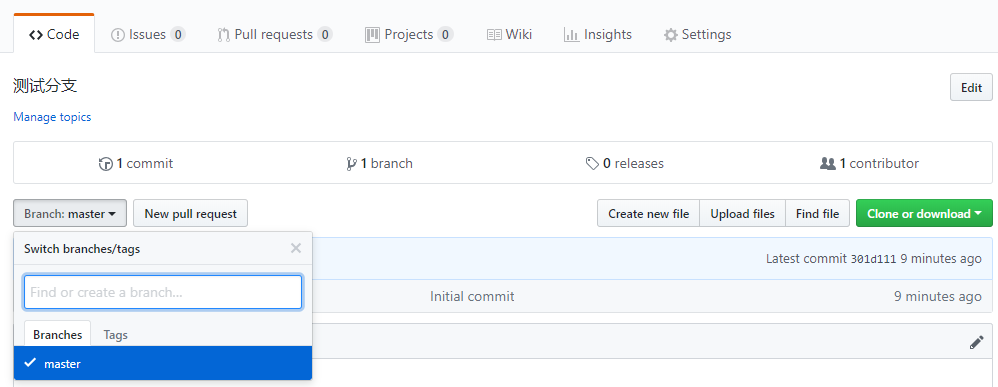 Code Issues 0 Pull requests 0 Projects 0 Wiki Insights Settings
测试分支
Edit
Manage topics
1 commit 1 branch 0 releases 1 contributor
Branch: master New pull request Create new file Upload files Find file Clone or download
Switch branches/tags
Latest commit 301d111 9 minutes ago
Find or create a branch...
Initial commit 9 minutes ago
Branches Tags
master